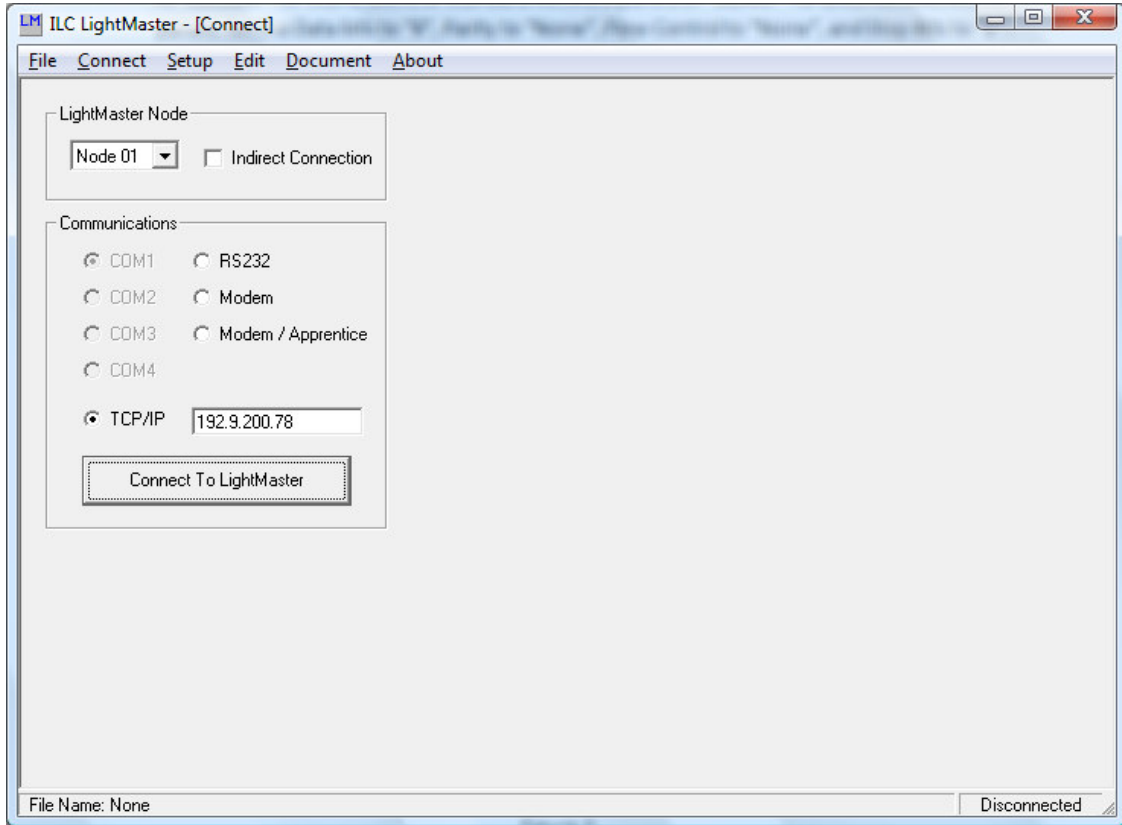 LM ILC LightMaster - [Connect]
File Connect Setup Edit Document About
LightMaster Node
Node 01 Indirect Connection
Communications
COM1 RS232
COM2 Modem
COM3 Modem / Apprentice
COM4
TCP/IP 192.9.200.78
Connect To LightMaster
File Name: None Disconnected